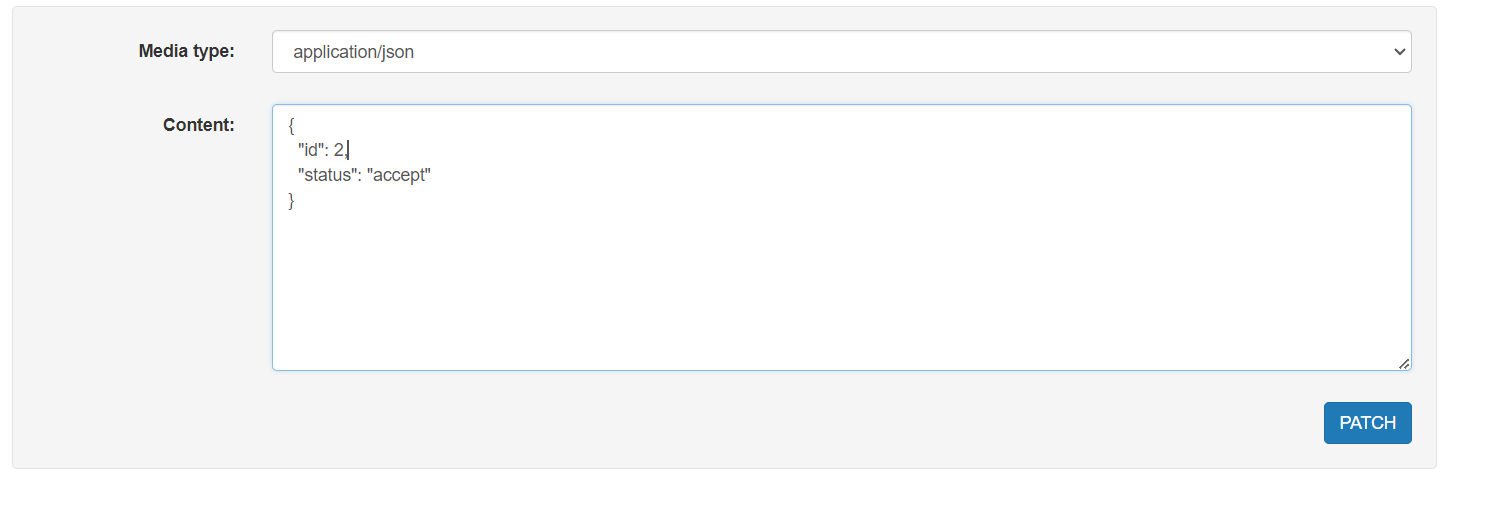 Media type:
application/json
Content:
{
"id": 2,
"status": "accept"
}
PATCH